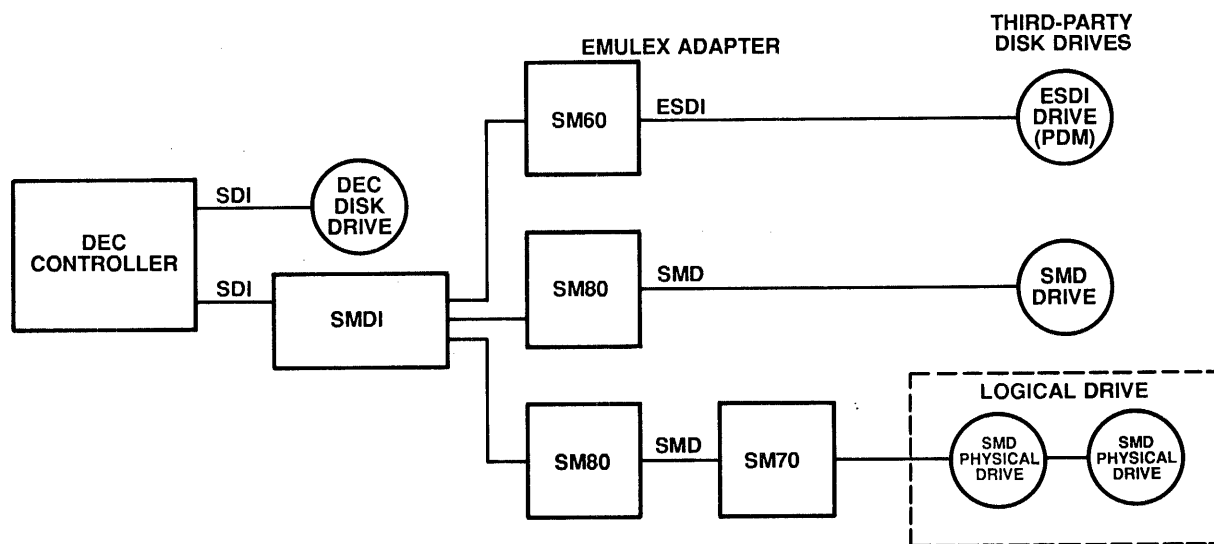 THIRD-PARTY
DISK DRIVES
EMULEX ADAPTER
SM60
ESDI
ESDI
DRIVE
(PDM)
SDI
DEC
DISK
DRIVE
DEC
CONTROLLER
SDI
SMDI
SM80
SMD
SMD
DRIVE
LOGICAL DRIVE
SM80
SMD
SM70
SMD
PHYSICAL
DRIVE
SMD
PHYSICAL
DRIVE